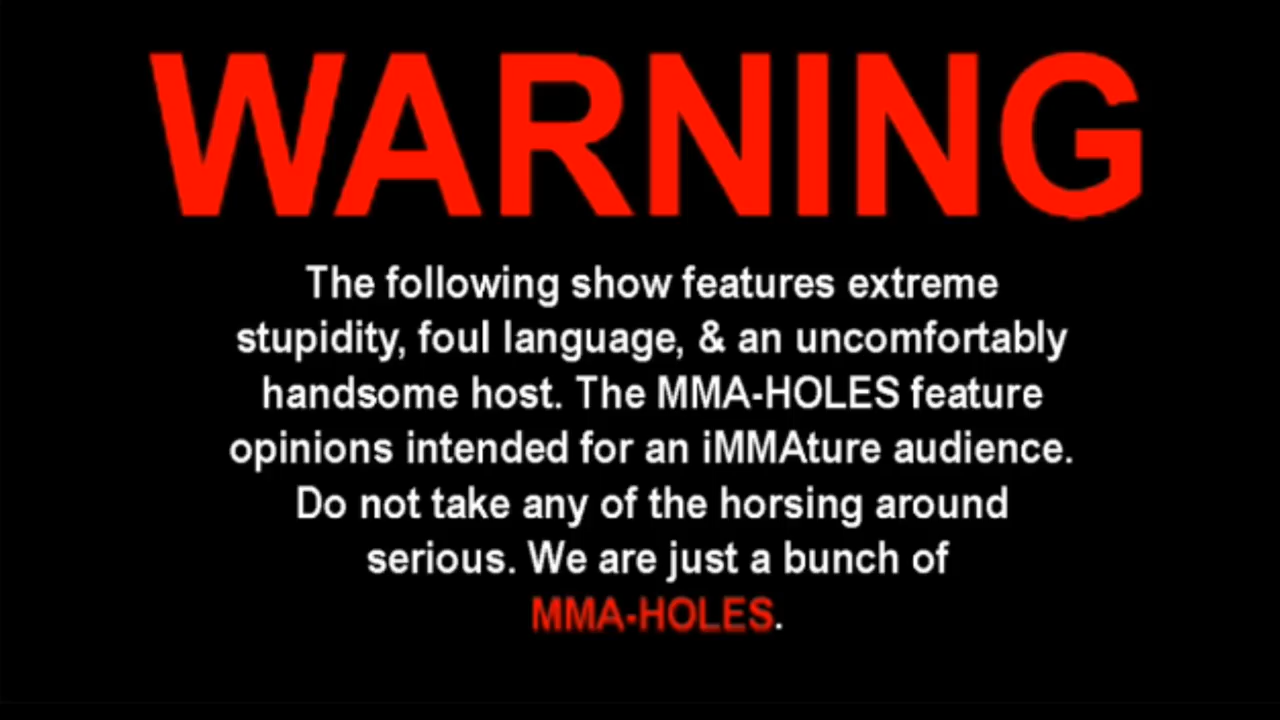 WARNING
The following show features extreme
stupidity, foul language, & an uncomfortably
handsome host. The MMA-HOLES feature
opinions intended for an iMMAture audience.
Do not take any of the horsing around
serious. We are just a bunch of
MMA-HOLES.